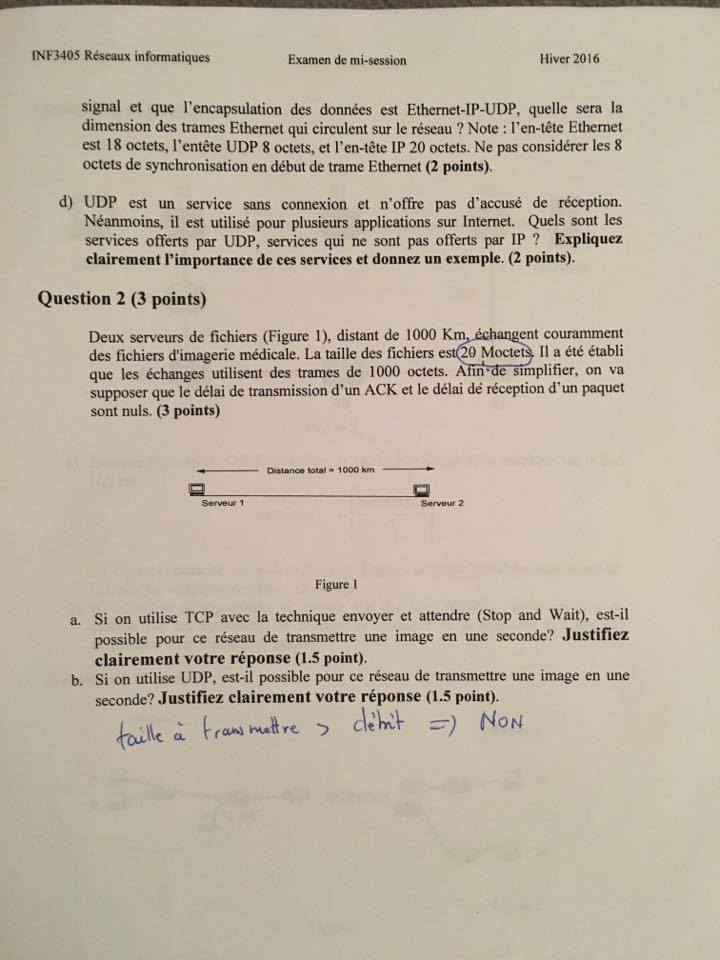 INF3405 Réseaux informatiques Examen de mi-session Hiver 2016
signal et que l'encapsulation des données est Ethernet-IP-UDP, quelle sera la
dimension des trames Ethernet qui circulent sur le réseau ? Note : l'en-tête Ethernet
est 18 octets, l'entête UDP 8 octets, et l'en-tête IP 20 octets. Ne pas considérer les 8
octets de synchronisation en début de trame Ethernet (2 points).
d) UDP est un service sans connexion et n'offre pas d'accusé de réception.
Néanmoins, il est utilisé pour plusieurs applications sur Internet. Quels sont les
services offerts par UDP, services qui ne sont pas offerts par IP ? Expliquez
clairement l'importance de ces services et donnez un exemple. (2 points).
Question 2 (3 points)
Deux serveurs de fichiers (Figure 1), distant de 1000 Km, échangent couramment
des fichiers d'imagerie médicale. La taille des fichiers est 20 Moctets. Il a été établi
que les échanges utilisent des trames de 1000 octets. Afin de simplifier, on va
supposer que le délai de transmission d'un ACK et le délai de réception d'un paquet
sont nuls. (3 points)
Distance total = 1000 km
Serveur 1 Serveur 2
Figure 1
a. Si on utilise TCP avec la technique envoyer et attendre (Stop and Wait), est-il
possible pour ce réseau de transmettre une image en une seconde? Justifiez
clairement votre réponse (1.5 point).
b. Si on utilise UDP, est-il possible pour ce réseau de transmettre une image en une
seconde? Justifiez clairement votre réponse (1.5 point).
taille à transmettre > débit => NON